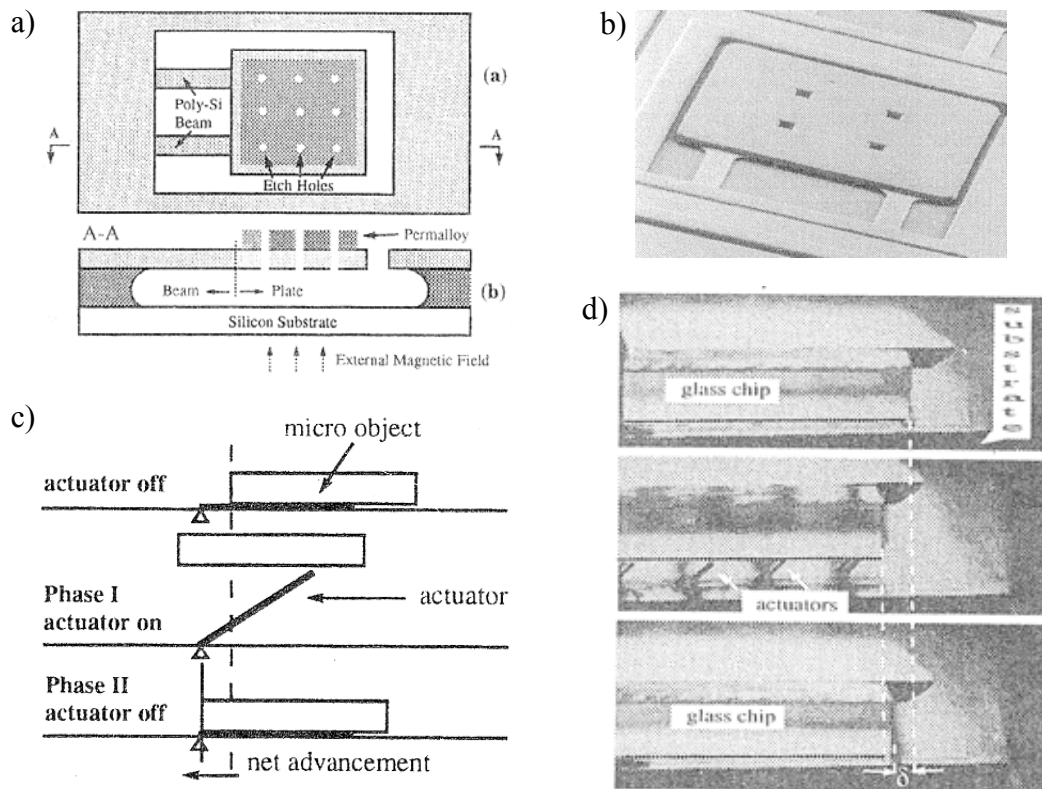 a)
(a)
Poly-Si
Beam
A
A
Etch Holes
A-A
Permalloy
Beam
Plate
(b)
Silicon Substrate
External Magnetic Field
b)
c)
micro object
actuator off
Phase I
actuator on
actuator
Phase II
actuator off
net advancement
d)
glass chip
substrate
actuators
glass chip
δ